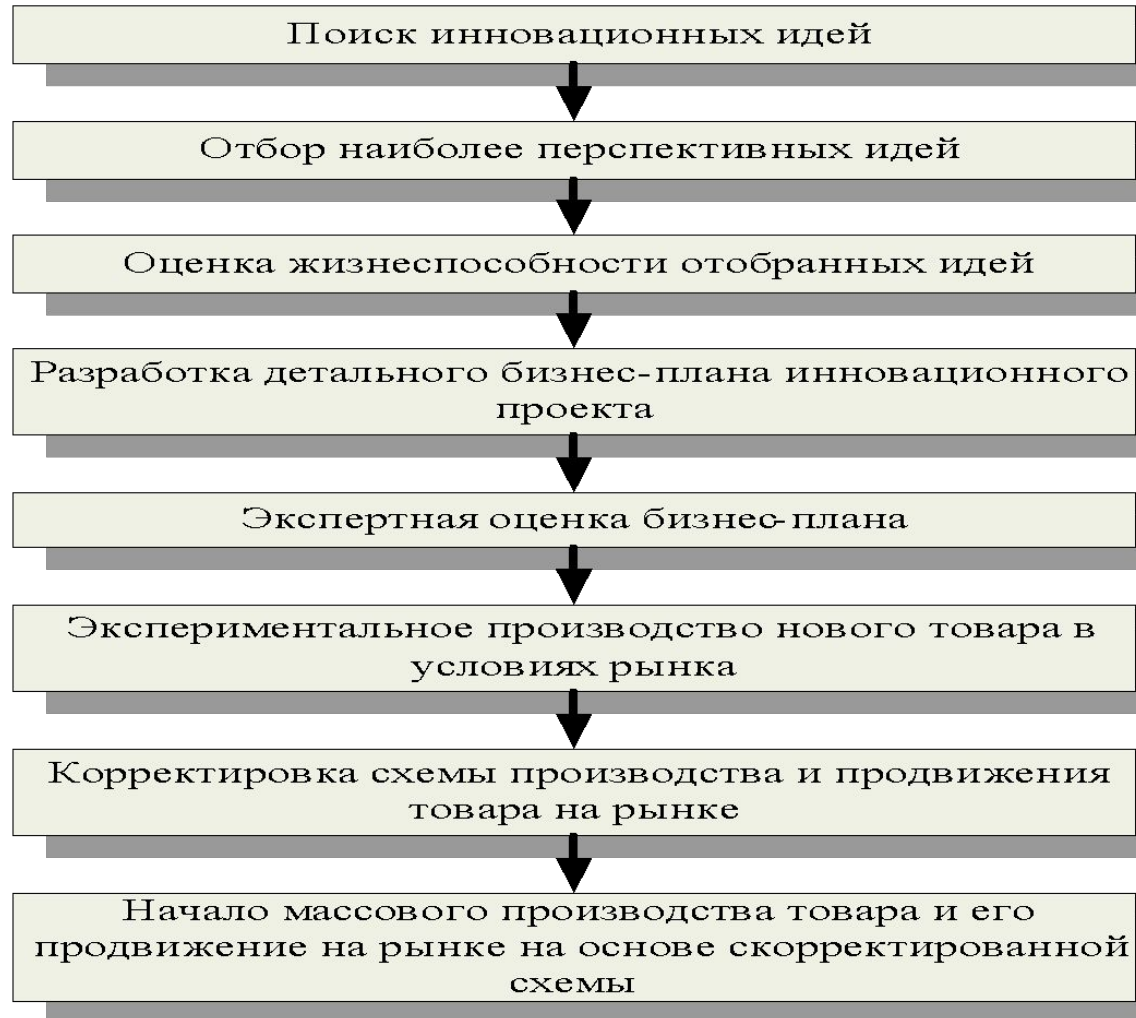 Поиск инновационных идей
Отбор наиболее перспективных идей
Оценка жизнеспособности отобранных идей
Разработка детального бизнес-плана инновационного
проекта
Экспертная оценка бизнес-плана
Экспериментальное производство нового товара в
условиях рынка
Корректировка схемы производства и продвижения
товара на рынке
Начало массового производства товара и его
продвижение на рынке на основе скорректированной
схемы